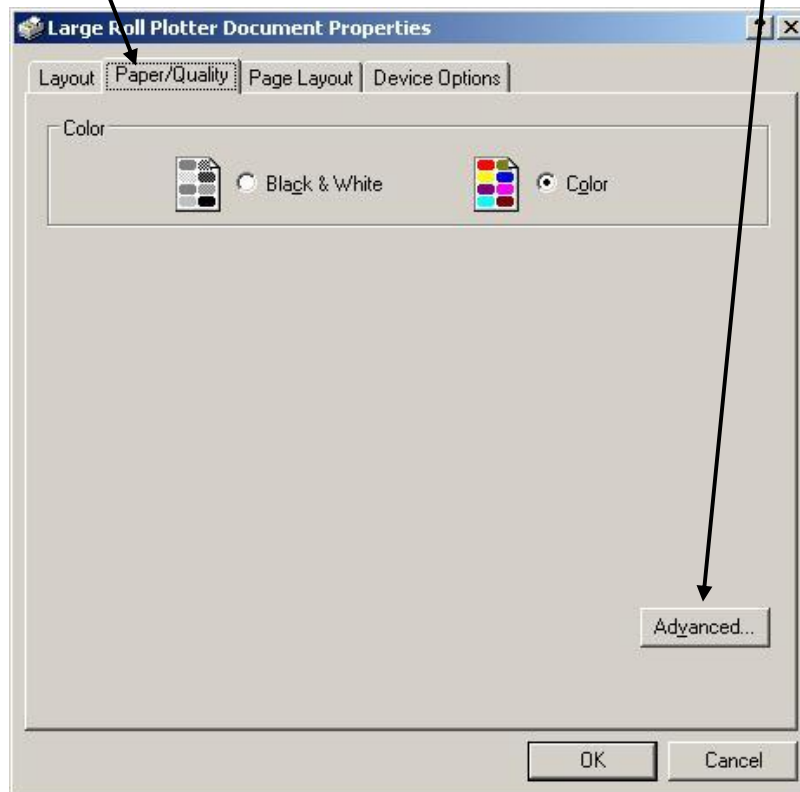 Large Roll Plotter Document Properties
Layout Paper/Quality Page Layout Device Options
Color
Black & White Color
Advanced...
OK Cancel